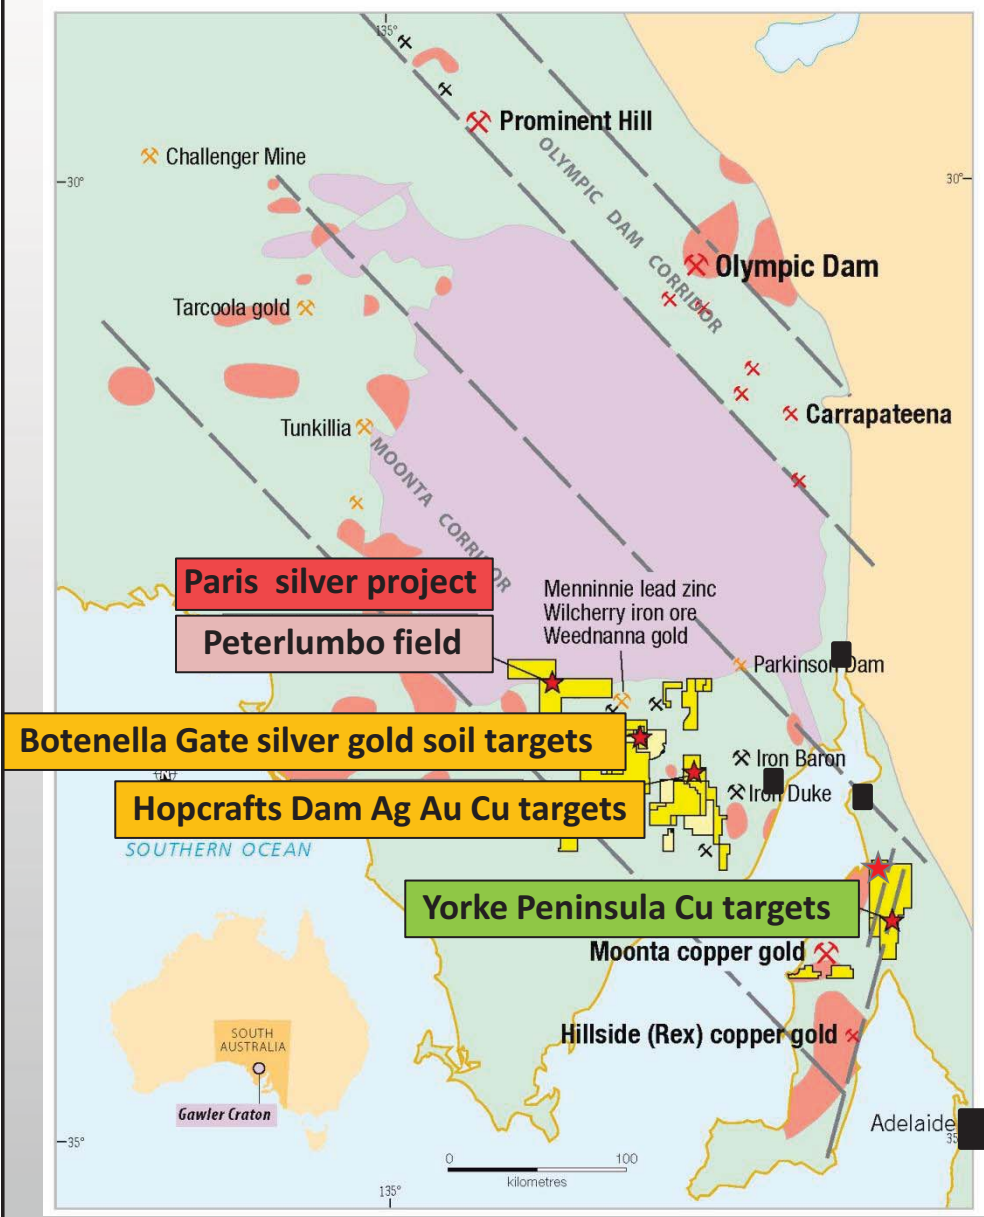 135°
Prominent Hill
Challenger Mine
OLYMPIC DAM CORRIDOR
30°
30°
Olympic Dam
Tarcoola gold
Carrapateena
Tunkillia
MOONTA CORRIDOR
Paris silver project
Menninnie lead zinc
Wilcherry iron ore
Weednanna gold
Peterlumbo field
Parkinson Dam
Botenella Gate silver gold soil targets
Iron Baron
N
Iron Duke
Hopcrafts Dam Ag Au Cu targets
SOUTHERN OCEAN
Yorke Peninsula Cu targets
Moonta copper gold
Hillside (Rex) copper gold
SOUTH
AUSTRALIA
Gawler Craton
Adelaide
35°
35
0 100
kilometres
135°